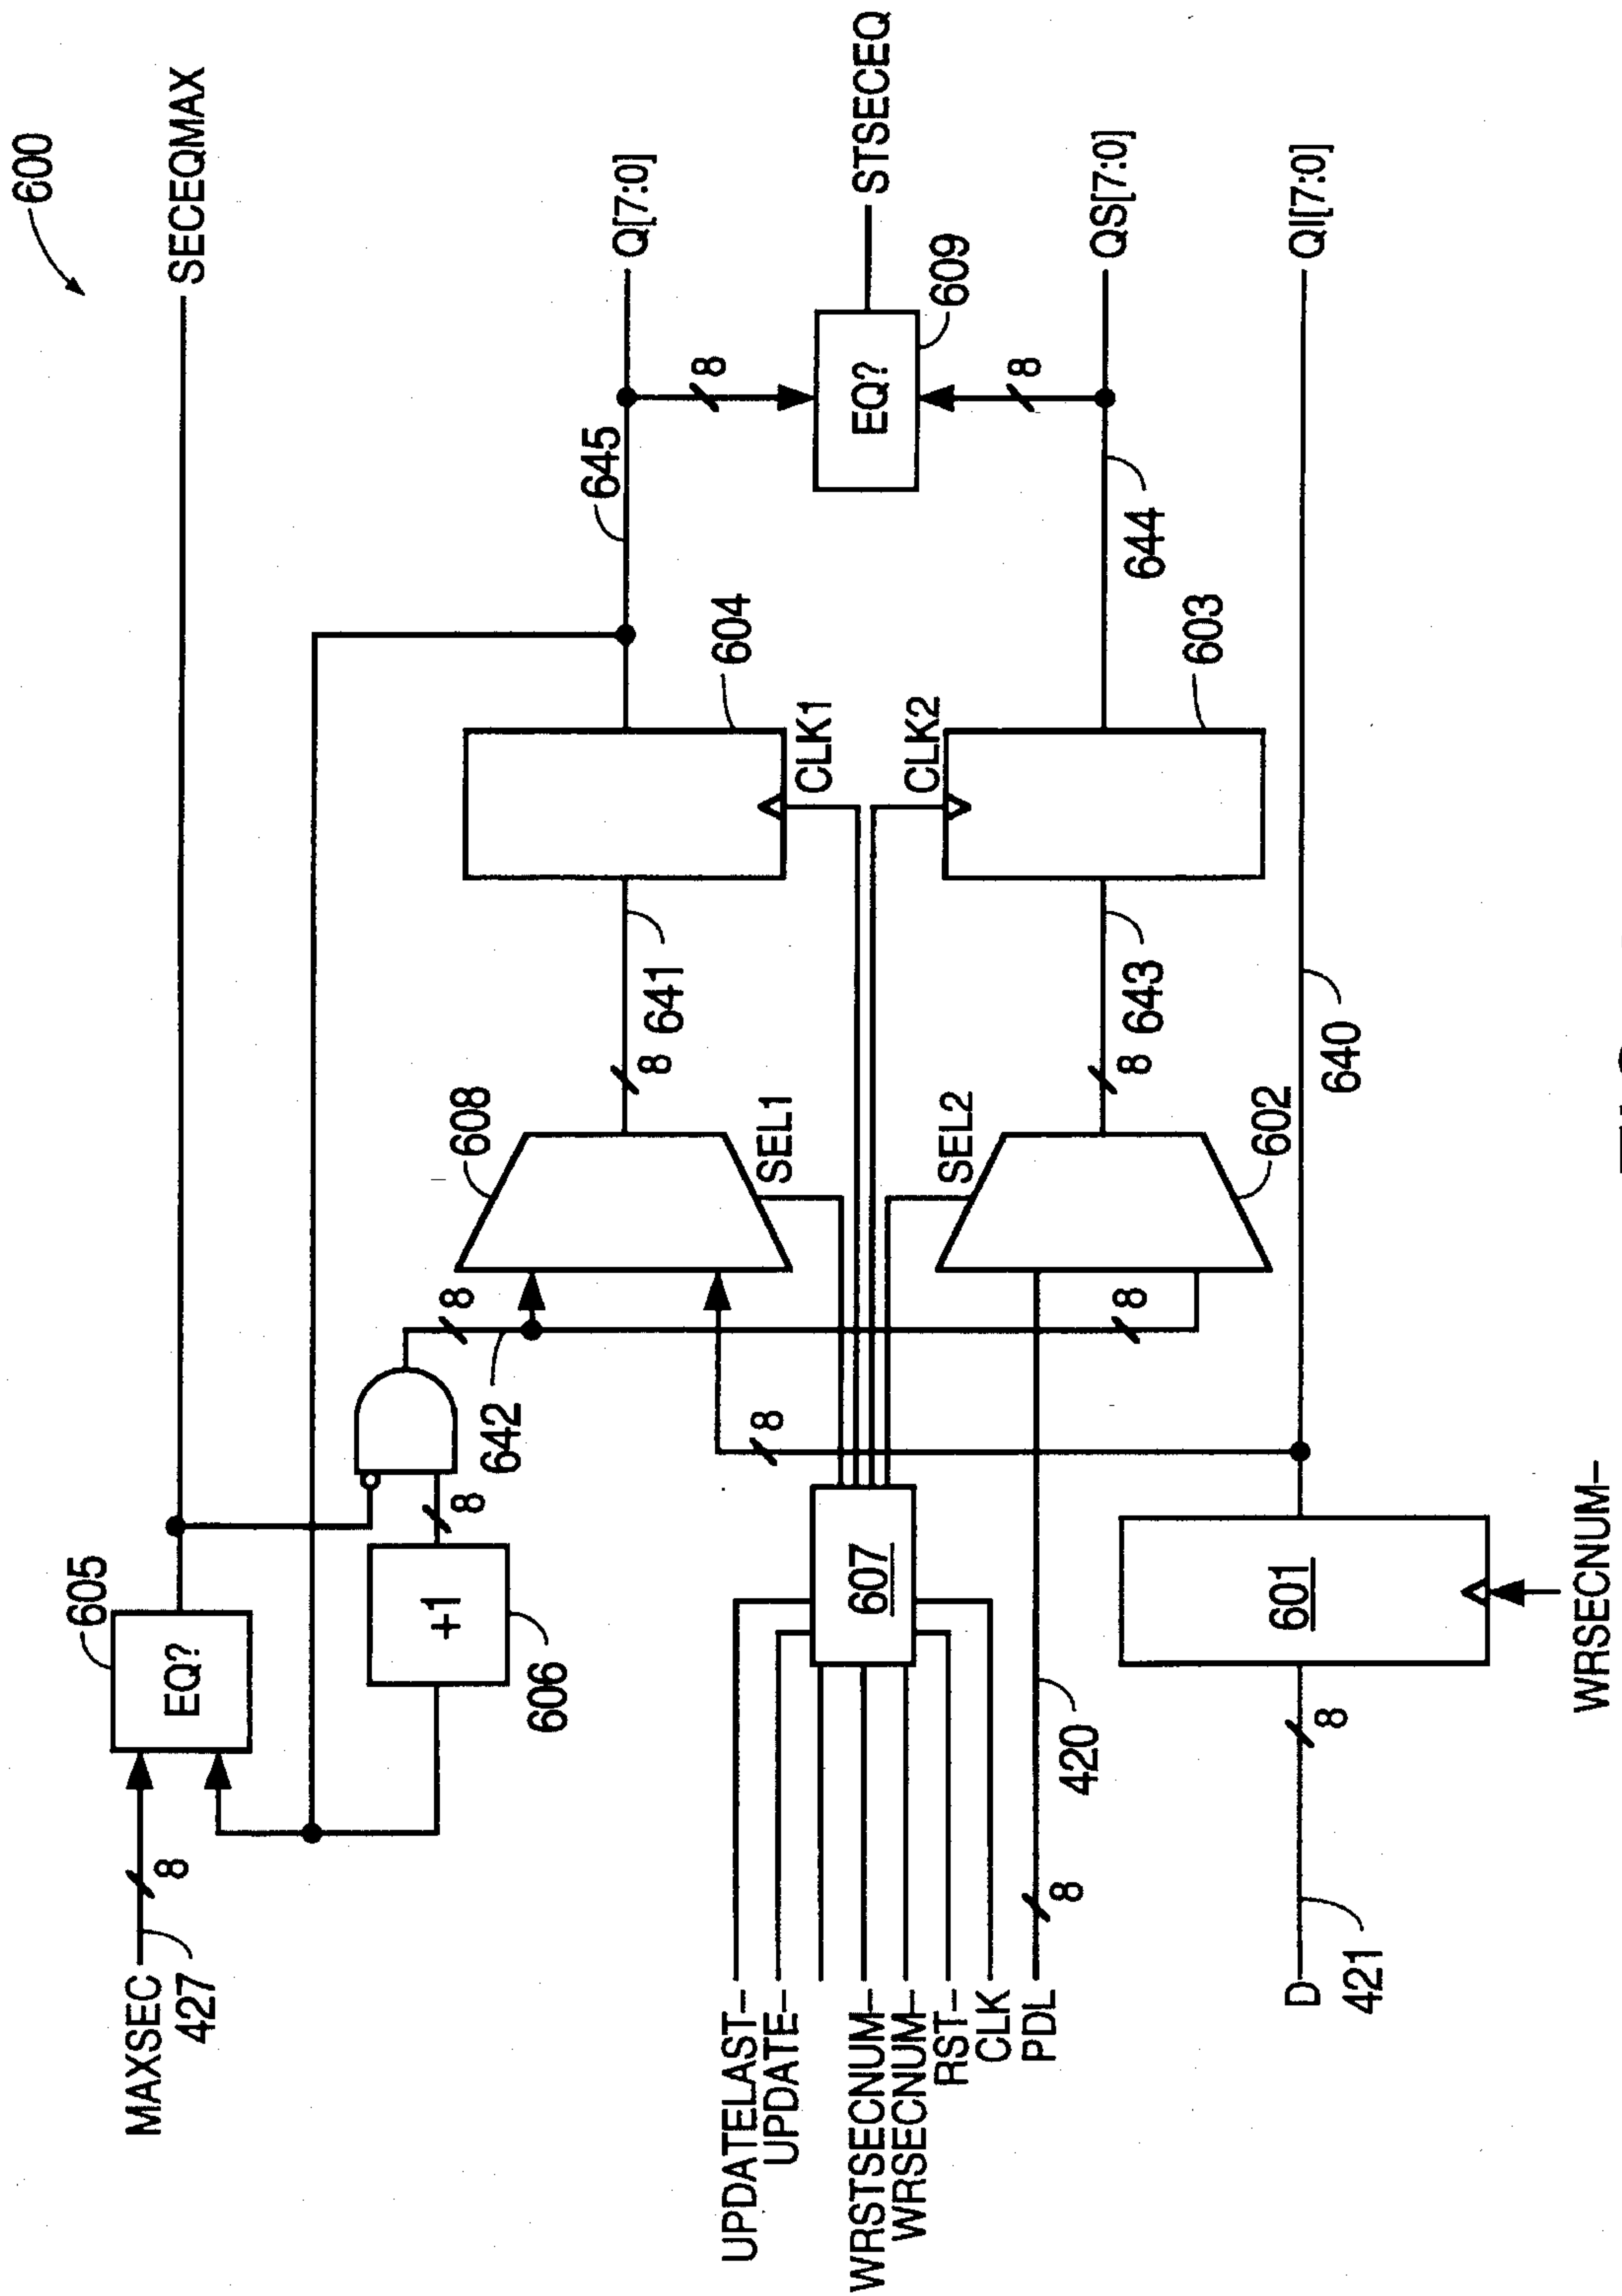 600
SECEQMAX
605
EQ?
MAXSEC
8
427
+1
606
8
8
642
608
8
641
645
Q[7:0]
604
SEL1
CLK1
8
EQ?
609
STSECEQ
8
8
UPDATELAST–
UPDATE–
WRSTSECNUM–
WRSECNUM–
RST–
CLK
PDL
8
420
607
SEL2
CLK2
8
602
8
643
603
644
QS[7:0]
D
421
8
601
WRSECNUM–
640
QI[7:0]